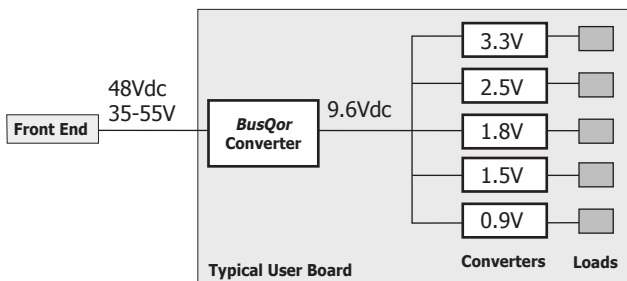 48Vdc
35-55V
Front End
BusQor
Converter
9.6Vdc
3.3V
2.5V
1.8V
1.5V
0.9V
Converters
Loads
Typical User Board